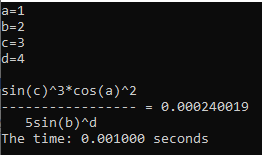 a=1
b=2
c=3
d=4
sin(c)^3*cos(a)^2
----------------- = 0.000240019
5sin(b)^d
The time: 0.001000 seconds